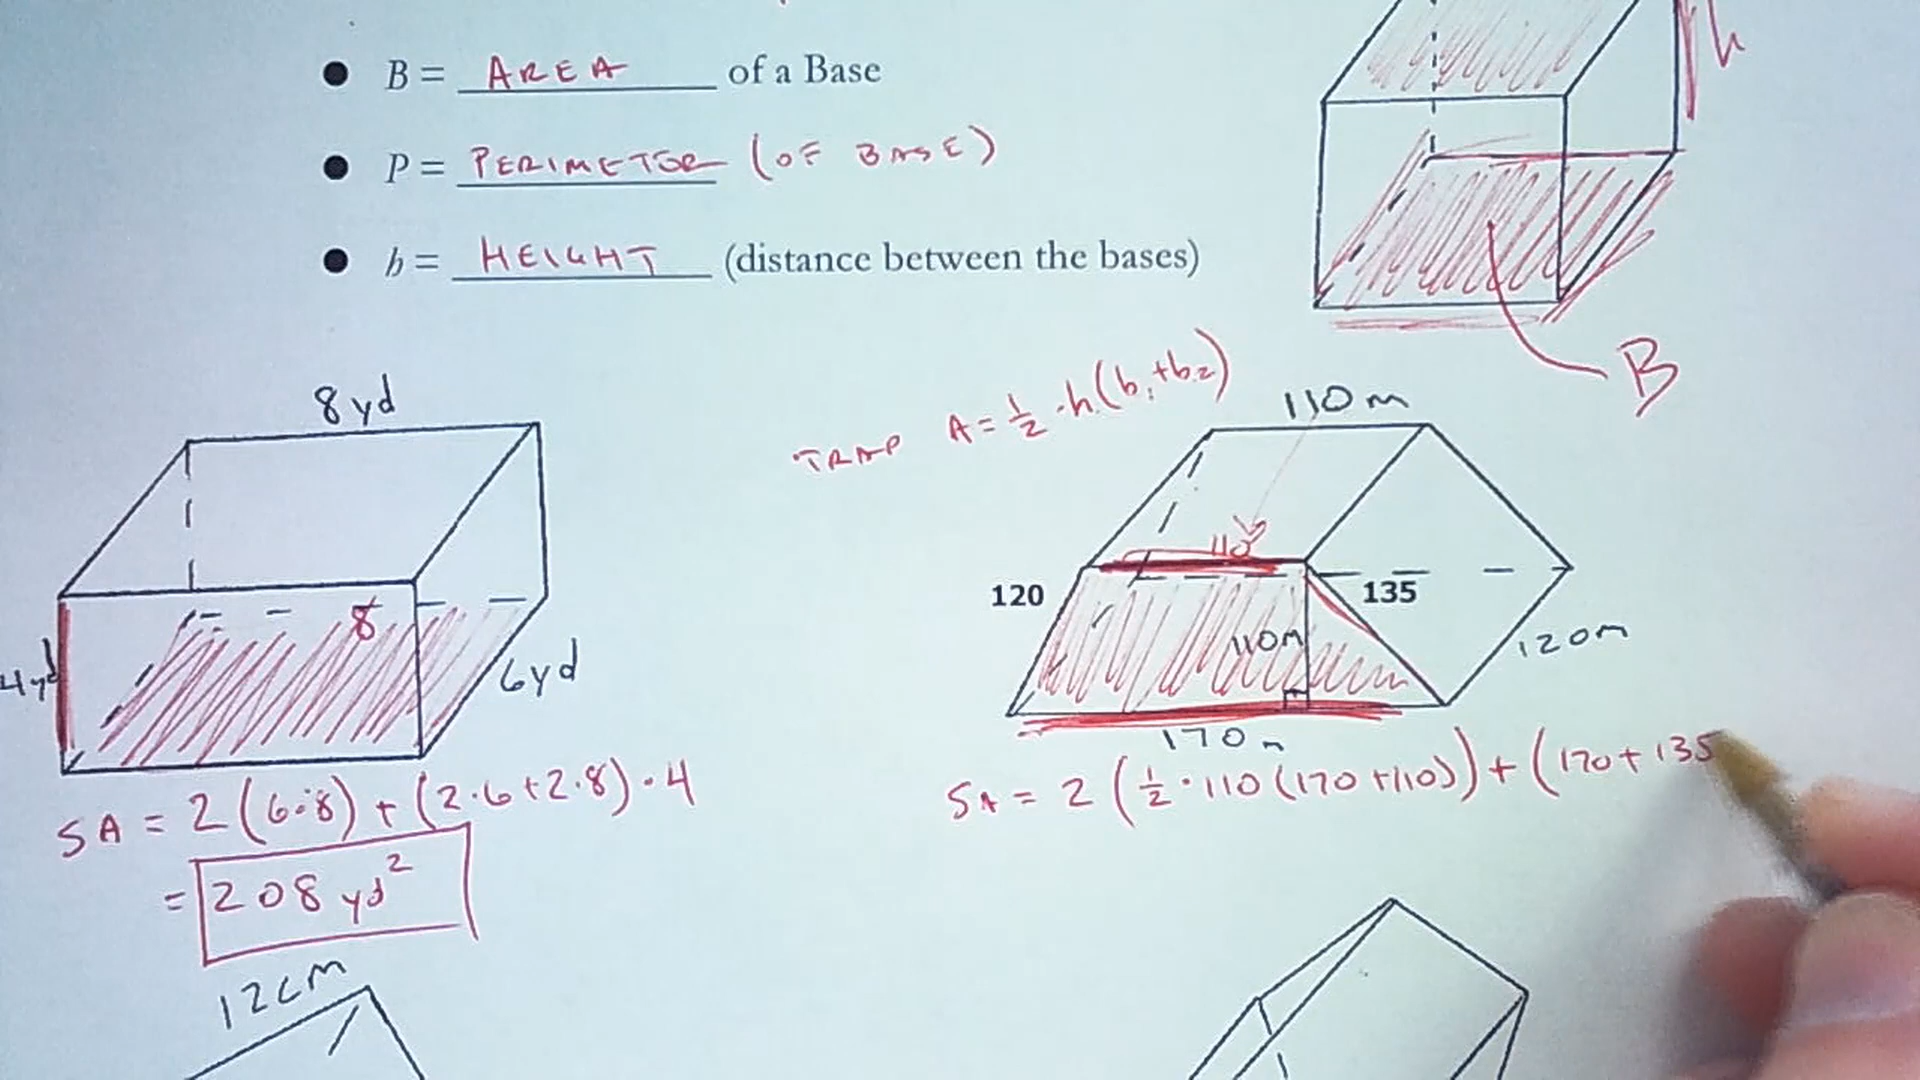 ● B = AREA of a Base
● P = PERIMETER (OF BASE)
● h = HEIGHT (distance between the bases)
h
B
8yd
8
4yd
6yd
SA = 2(6·8) + (2·6+2·8)·4
= 208 yd²
12cm
TRAP A = 1/2 · h(b₁+b₂)
110m
110
120
135
110m
120m
170m
SA = 2(1/2 · 110(170+110)) + (170+135